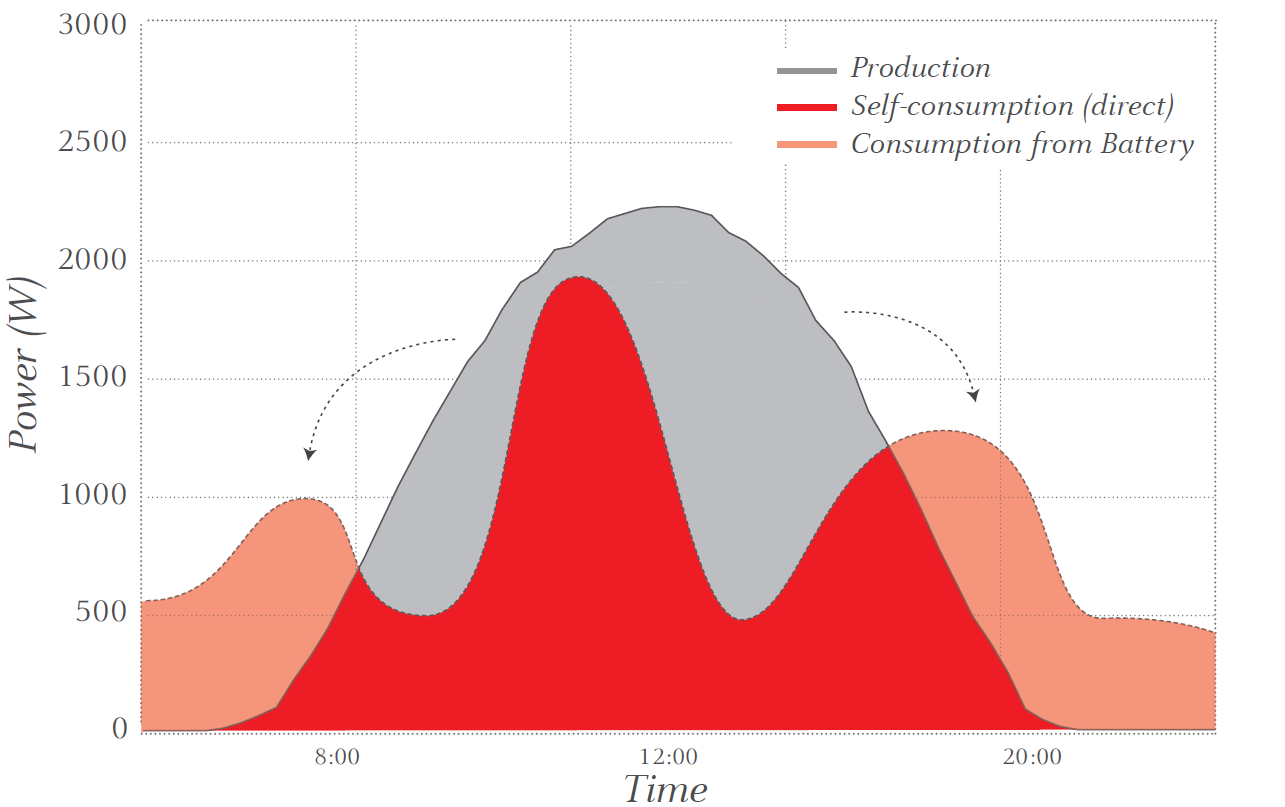 3000
2500
2000
1500
1000
500
0
Power (W)
Production
Self-consumption (direct)
Consumption from Battery
8:00
12:00
20:00
Time